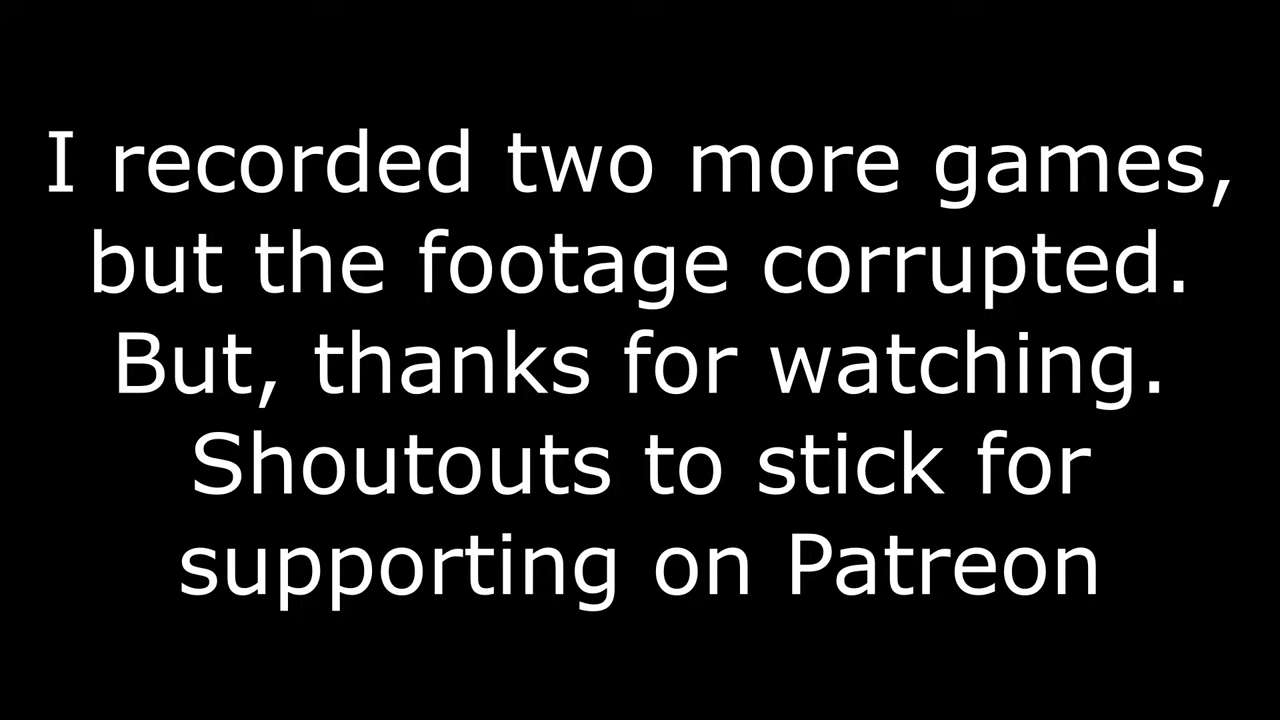 I recorded two more games,
but the footage corrupted.
But, thanks for watching.
Shoutouts to stick for
supporting on Patreon